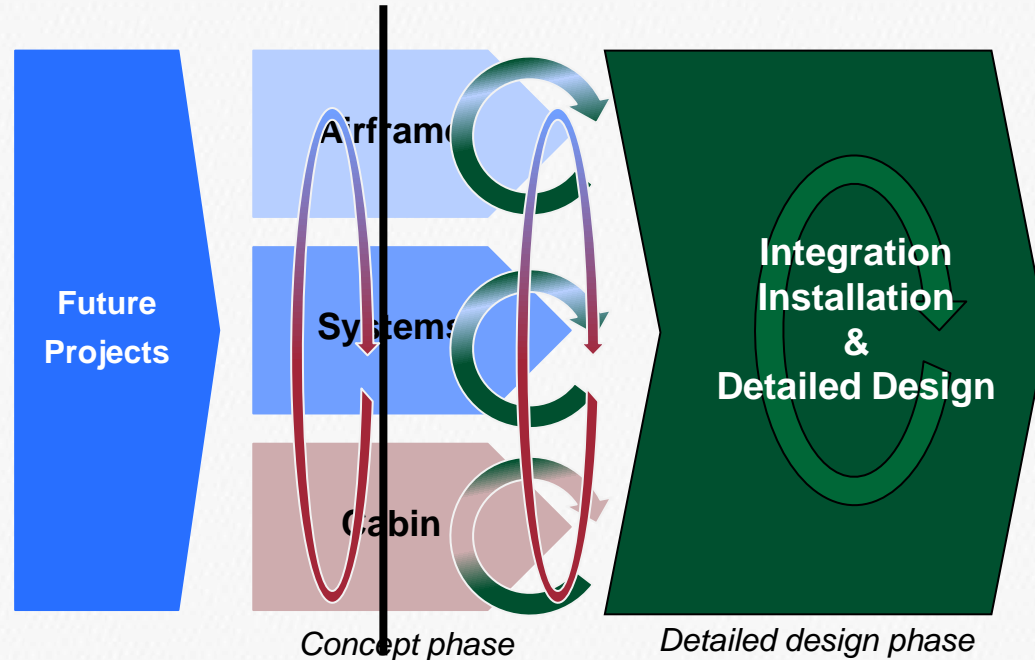 Future
Projects
Airframe
Systems
Cabin
Integration
Installation
&
Detailed Design
Concept phase
Detailed design phase